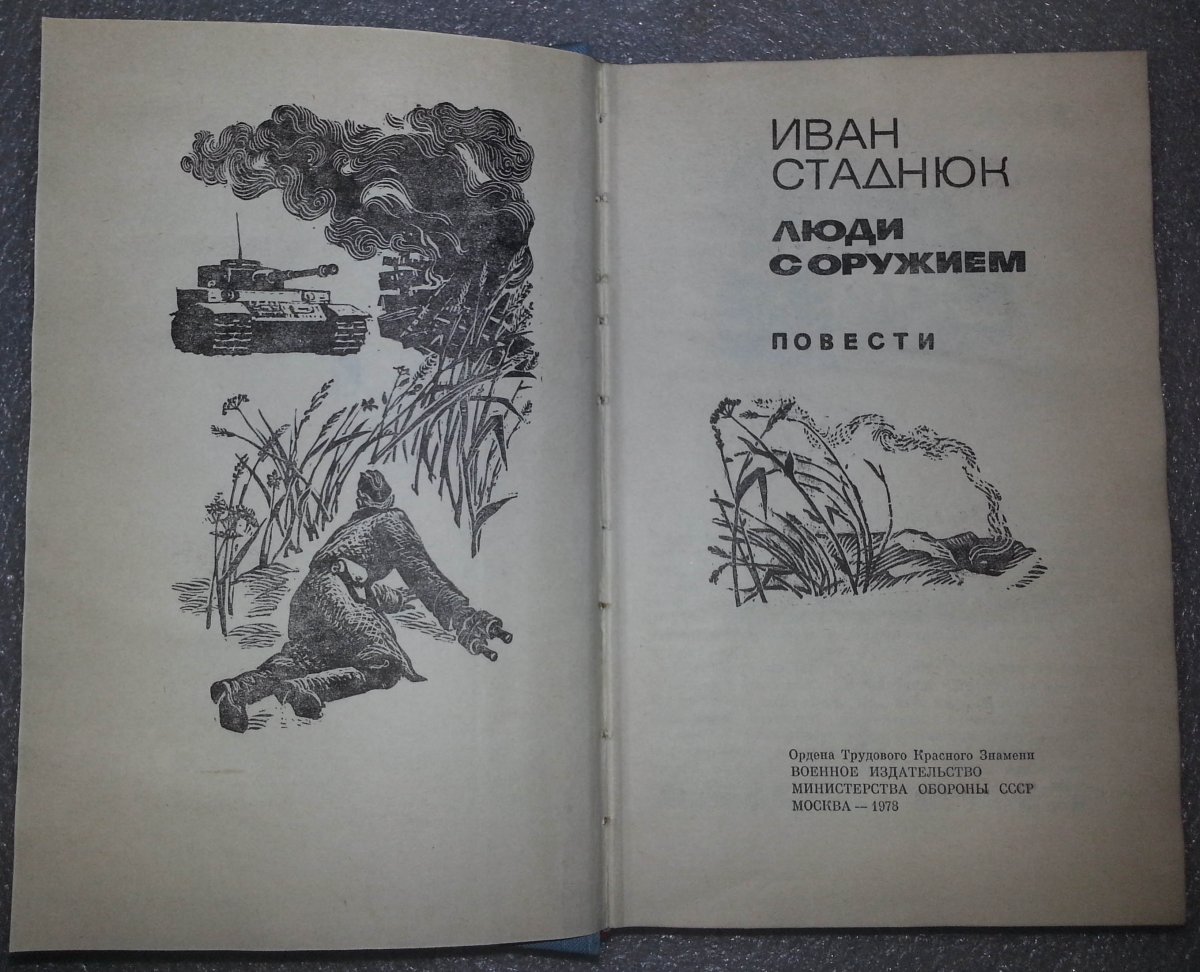 ИВАН
СТАДНЮК
ЛЮДИ
С ОРУЖИЕМ
ПОВЕСТИ
Ордена Трудового Красного Знамени
ВОЕННОЕ ИЗДАТЕЛЬСТВО
МИНИСТЕРСТВА ОБОРОНЫ СССР
МОСКВА — 1978